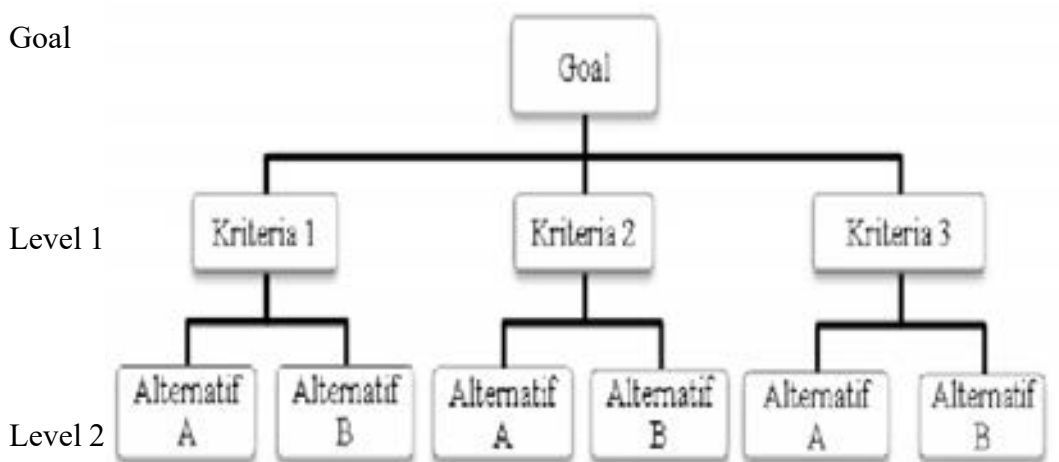 Goal
Goal
Level 1
Kriteria 1
Kriteria 2
Kriteria 3
Level 2
Alternatif
A
Alternatif
B
Alternatif
A
Alternatif
B
Alternatif
A
Alternatif
B